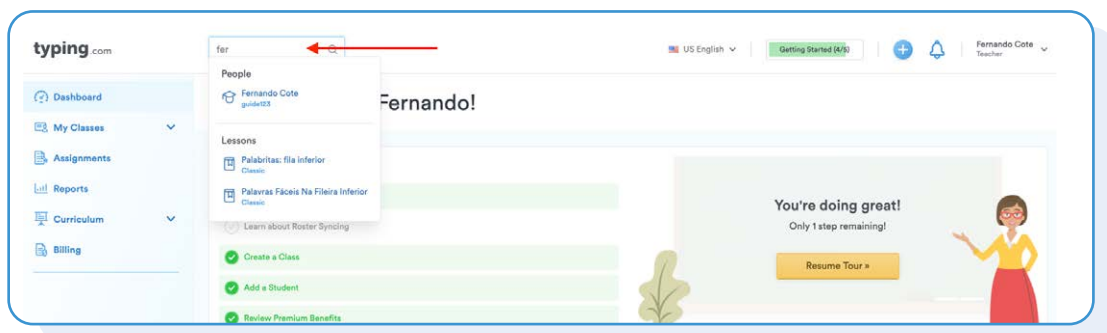 typing.com
fer
US English
Getting Started (4/5)
Fernando Cote
Teacher
People
Fernando Cote
guide123
Fernando!
Dashboard
My Classes
Assignments
Reports
Curriculum
Billing
Lessons
Palabritas: fila inferior
Classic
Palavras Fáceis Na Fileira Inferior
Classic
Learn about Roster Syncing
Create a Class
Add a Student
Review Premium Benefits
You're doing great!
Only 1 step remaining!
Resume Tour »